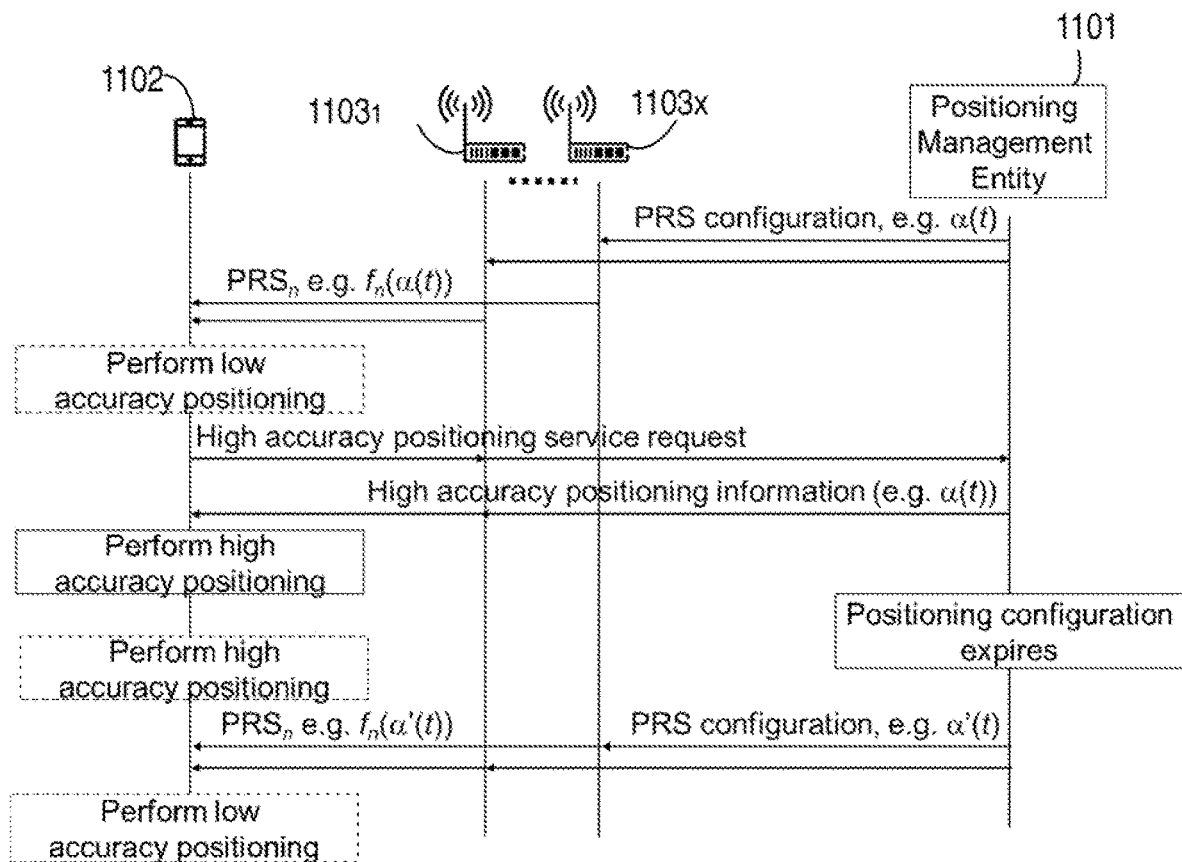 1101
1102
1103₁
1103x
Positioning
Management
Entity
PRS configuration, e.g. α(t)
PRSₙ e.g. fₙ(α(t))
Perform low
accuracy positioning
High accuracy positioning service request
High accuracy positioning information (e.g. α(t))
Perform high
accuracy positioning
Positioning configuration
expires
Perform high
accuracy positioning
PRSₙ e.g. fₙ(α'(t))
PRS configuration, e.g. α'(t)
Perform low
accuracy positioning